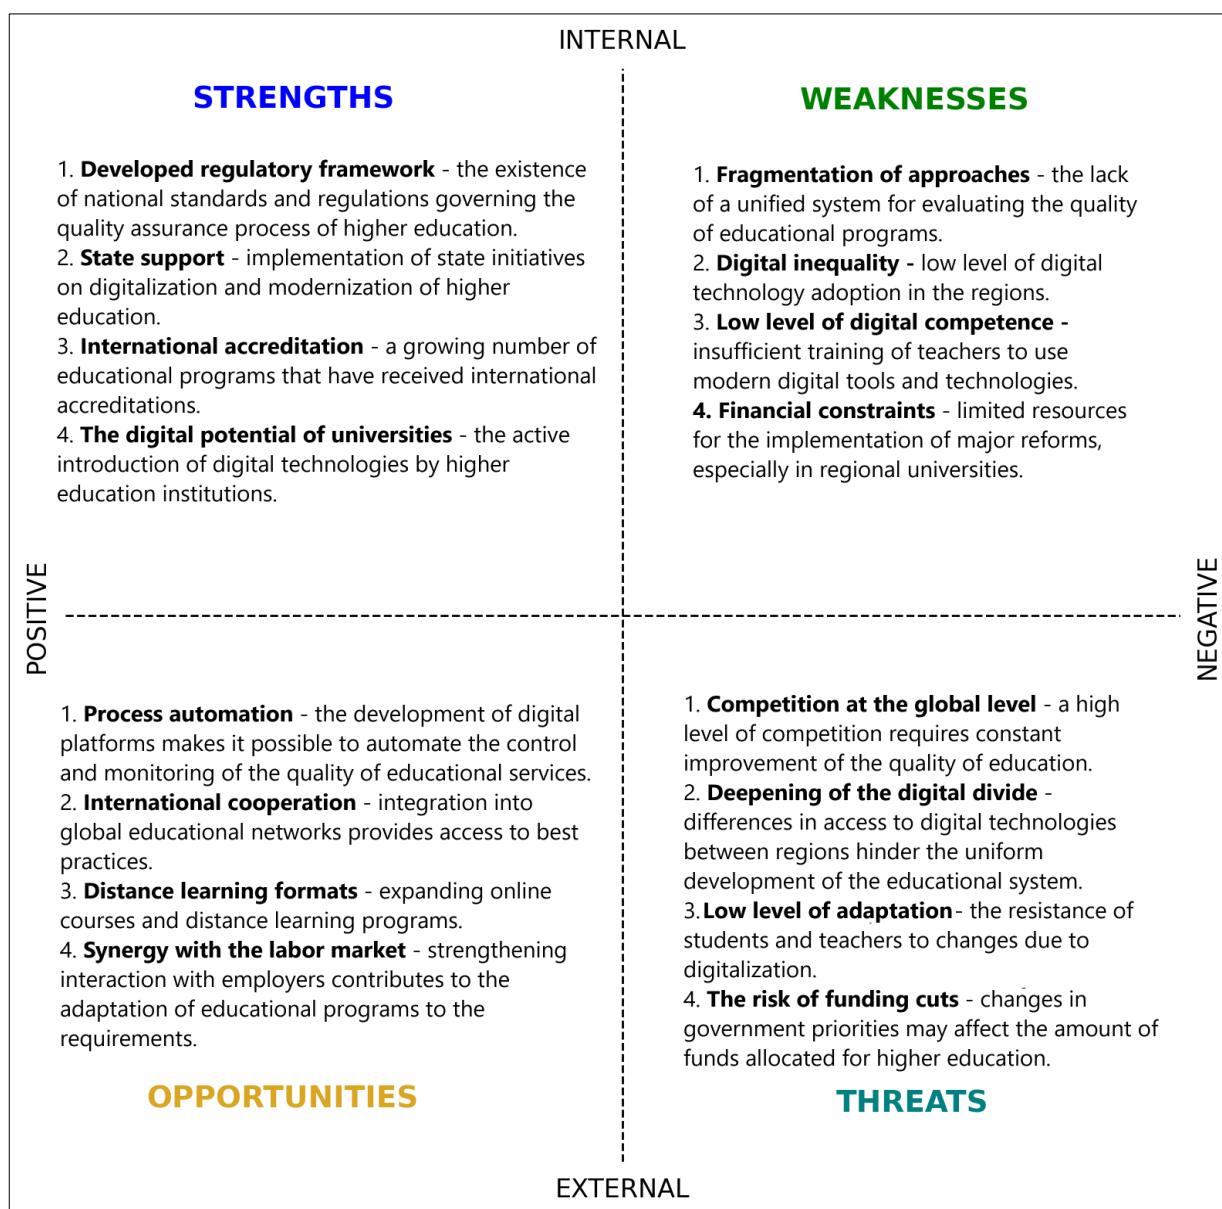 INTERNAL
STRENGTHS
1. Developed regulatory framework - the existence
of national standards and regulations governing the
quality assurance process of higher education.
2. State support - implementation of state initiatives
on digitalization and modernization of higher
education.
3. International accreditation - a growing number of
educational programs that have received international
accreditations.
4. The digital potential of universities - the active
introduction of digital technologies by higher
education institutions.
WEAKNESSES
1. Fragmentation of approaches - the lack
of a unified system for evaluating the quality
of educational programs.
2. Digital inequality - low level of digital
technology adoption in the regions.
3. Low level of digital competence -
insufficient training of teachers to use
modern digital tools and technologies.
4. Financial constraints - limited resources
for the implementation of major reforms,
especially in regional universities.
POSITIVE
NEGATIVE
1. Process automation - the development of digital
platforms makes it possible to automate the control
and monitoring of the quality of educational services.
2. International cooperation - integration into
global educational networks provides access to best
practices.
3. Distance learning formats - expanding online
courses and distance learning programs.
4. Synergy with the labor market - strengthening
interaction with employers contributes to the
adaptation of educational programs to the
requirements.
OPPORTUNITIES
1. Competition at the global level - a high
level of competition requires constant
improvement of the quality of education.
2. Deepening of the digital divide -
differences in access to digital technologies
between regions hinder the uniform
development of the educational system.
3. Low level of adaptation - the resistance of
students and teachers to changes due to
digitalization.
4. The risk of funding cuts - changes in
government priorities may affect the amount of
funds allocated for higher education.
THREATS
EXTERNAL